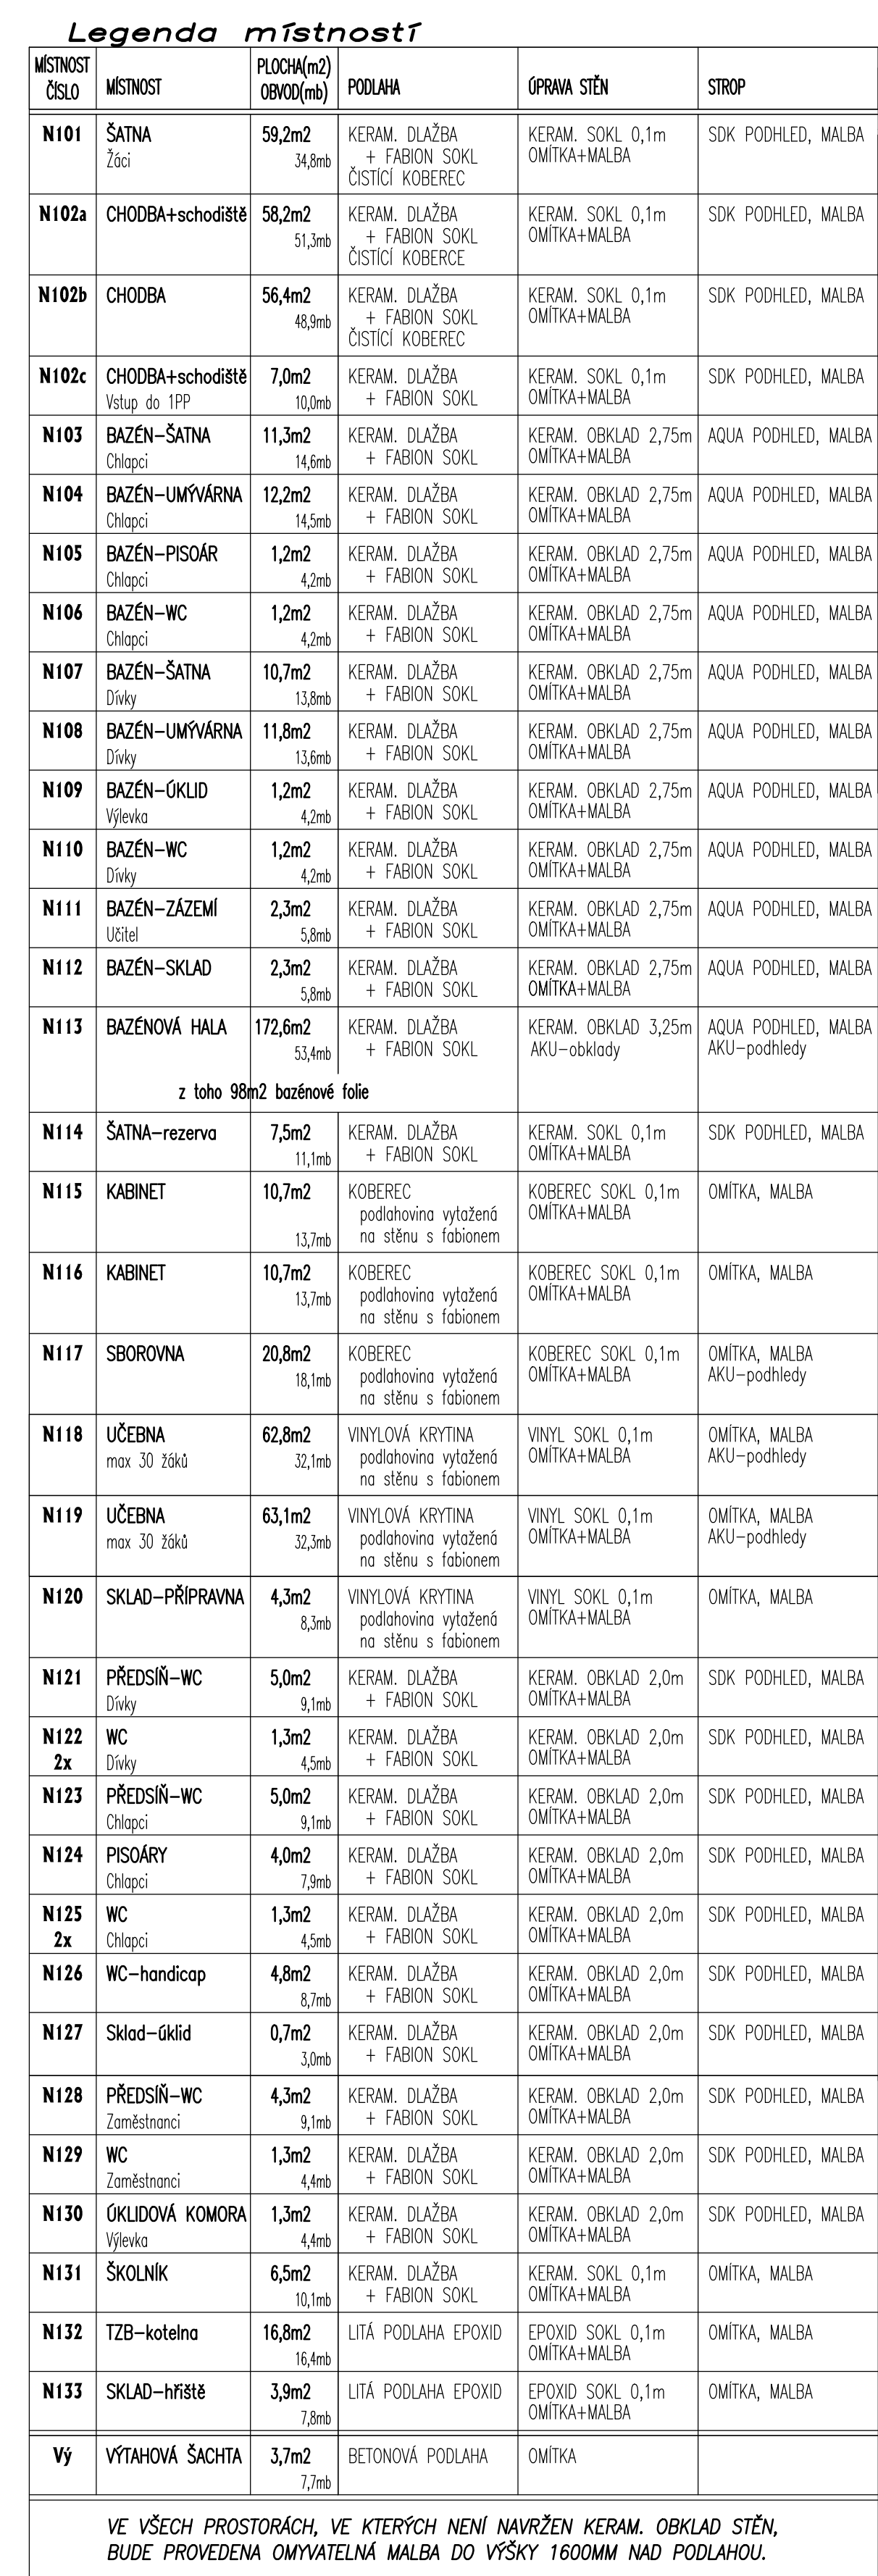 Legenda místností
MÍSTNOST ČÍSLO MÍSTNOST PLOCHA(m2) OBVOD(mb) PODLAHA ÚPRAVA STĚN STROP
N101 ŠATNA 59,2m2 KERAM. DLAŽBA KERAM. SOKL 0,1m SDK PODHLED, MALBA
Žáci 34,8mb + FABION SOKL OMÍTKA+MALBA
ČISTÍCÍ KOBEREC
N102a CHODBA+schodiště 58,2m2 KERAM. DLAŽBA KERAM. SOKL 0,1m SDK PODHLED, MALBA
51,3mb + FABION SOKL OMÍTKA+MALBA
ČISTÍCÍ KOBERCE
N102b CHODBA 56,4m2 KERAM. DLAŽBA KERAM. SOKL 0,1m SDK PODHLED, MALBA
48,9mb + FABION SOKL OMÍTKA+MALBA
ČISTÍCÍ KOBEREC
N102c CHODBA+schodiště 7,0m2 KERAM. DLAŽBA KERAM. SOKL 0,1m SDK PODHLED, MALBA
Vstup do 1PP 10,0mb + FABION SOKL OMÍTKA+MALBA
N103 BAZÉN-ŠATNA 11,3m2 KERAM. DLAŽBA KERAM. OBKLAD 2,75m AQUA PODHLED, MALBA
Chlapci 14,6mb + FABION SOKL OMÍTKA+MALBA
N104 BAZÉN-UMÝVÁRNA 12,2m2 KERAM. DLAŽBA KERAM. OBKLAD 2,75m AQUA PODHLED, MALBA
Chlapci 14,5mb + FABION SOKL OMÍTKA+MALBA
N105 BAZÉN-PISOÁR 1,2m2 KERAM. DLAŽBA KERAM. OBKLAD 2,75m AQUA PODHLED, MALBA
Chlapci 4,2mb + FABION SOKL OMÍTKA+MALBA
N106 BAZÉN-WC 1,2m2 KERAM. DLAŽBA KERAM. OBKLAD 2,75m AQUA PODHLED, MALBA
Chlapci 4,2mb + FABION SOKL OMÍTKA+MALBA
N107 BAZÉN-ŠATNA 10,7m2 KERAM. DLAŽBA KERAM. OBKLAD 2,75m AQUA PODHLED, MALBA
Dívky 13,8mb + FABION SOKL OMÍTKA+MALBA
N108 BAZÉN-UMÝVÁRNA 11,8m2 KERAM. DLAŽBA KERAM. OBKLAD 2,75m AQUA PODHLED, MALBA
Dívky 13,6mb + FABION SOKL OMÍTKA+MALBA
N109 BAZÉN-ÚKLID 1,2m2 KERAM. DLAŽBA KERAM. OBKLAD 2,75m AQUA PODHLED, MALBA
Výlevka 4,2mb + FABION SOKL OMÍTKA+MALBA
N110 BAZÉN-WC 1,2m2 KERAM. DLAŽBA KERAM. OBKLAD 2,75m AQUA PODHLED, MALBA
Dívky 4,2mb + FABION SOKL OMÍTKA+MALBA
N111 BAZÉN-ZÁZEMÍ 2,3m2 KERAM. DLAŽBA KERAM. OBKLAD 2,75m AQUA PODHLED, MALBA
Učitel 5,8mb + FABION SOKL OMÍTKA+MALBA
N112 BAZÉN-SKLAD 2,3m2 KERAM. DLAŽBA KERAM. OBKLAD 2,75m AQUA PODHLED, MALBA
5,8mb + FABION SOKL OMÍTKA+MALBA
N113 BAZÉNOVÁ HALA 172,6m2 KERAM. DLAŽBA KERAM. OBKLAD 3,25m AQUA PODHLED, MALBA
53,4mb + FABION SOKL AKU-obklady AKU-podhledy
z toho 98m2 bazénové folie
N114 ŠATNA-rezerva 7,5m2 KERAM. DLAŽBA KERAM. SOKL 0,1m SDK PODHLED, MALBA
11,1mb + FABION SOKL OMÍTKA+MALBA
N115 KABINET 10,7m2 KOBEREC KOBEREC SOKL 0,1m OMÍTKA, MALBA
podlahovina vytažená OMÍTKA+MALBA
13,7mb na stěnu s fabionem
N116 KABINET 10,7m2 KOBEREC KOBEREC SOKL 0,1m OMÍTKA, MALBA
13,7mb podlahovina vytažená OMÍTKA+MALBA
na stěnu s fabionem
N117 SBOROVNA 20,8m2 KOBEREC KOBEREC SOKL 0,1m OMÍTKA, MALBA
18,1mb podlahovina vytažená OMÍTKA+MALBA AKU-podhledy
na stěnu s fabionem
N118 UČEBNA 62,8m2 VINYLOVÁ KRYTINA VINYL SOKL 0,1m OMÍTKA, MALBA
max 30 žáků 32,1mb podlahovina vytažená OMÍTKA+MALBA AKU-podhledy
na stěnu s fabionem
N119 UČEBNA 63,1m2 VINYLOVÁ KRYTINA VINYL SOKL 0,1m OMÍTKA, MALBA
max 30 žáků 32,3mb podlahovina vytažená OMÍTKA+MALBA AKU-podhledy
na stěnu s fabionem
N120 SKLAD-PŘÍPRAVNA 4,3m2 VINYLOVÁ KRYTINA VINYL SOKL 0,1m OMÍTKA, MALBA
8,3mb podlahovina vytažená OMÍTKA+MALBA
na stěnu s fabionem
N121 PŘEDSÍŇ-WC 5,0m2 KERAM. DLAŽBA KERAM. OBKLAD 2,0m SDK PODHLED, MALBA
Dívky 9,1mb + FABION SOKL OMÍTKA+MALBA
N122 WC 1,3m2 KERAM. DLAŽBA KERAM. OBKLAD 2,0m SDK PODHLED, MALBA
2x Dívky 4,5mb + FABION SOKL OMÍTKA+MALBA
N123 PŘEDSÍŇ-WC 5,0m2 KERAM. DLAŽBA KERAM. OBKLAD 2,0m SDK PODHLED, MALBA
Chlapci 9,1mb + FABION SOKL OMÍTKA+MALBA
N124 PISOÁRY 4,0m2 KERAM. DLAŽBA KERAM. OBKLAD 2,0m SDK PODHLED, MALBA
Chlapci 7,9mb + FABION SOKL OMÍTKA+MALBA
N125 WC 1,3m2 KERAM. DLAŽBA KERAM. OBKLAD 2,0m SDK PODHLED, MALBA
2x Chlapci 4,5mb + FABION SOKL OMÍTKA+MALBA
N126 WC-handicap 4,8m2 KERAM. DLAŽBA KERAM. OBKLAD 2,0m SDK PODHLED, MALBA
8,7mb + FABION SOKL OMÍTKA+MALBA
N127 Sklad-úklid 0,7m2 KERAM. DLAŽBA KERAM. OBKLAD 2,0m SDK PODHLED, MALBA
3,0mb + FABION SOKL OMÍTKA+MALBA
N128 PŘEDSÍŇ-WC 4,3m2 KERAM. DLAŽBA KERAM. OBKLAD 2,0m SDK PODHLED, MALBA
Zaměstnanci 9,1mb + FABION SOKL OMÍTKA+MALBA
N129 WC 1,3m2 KERAM. DLAŽBA KERAM. OBKLAD 2,0m SDK PODHLED, MALBA
Zaměstnanci 4,4mb + FABION SOKL OMÍTKA+MALBA
N130 ÚKLIDOVÁ KOMORA 1,3m2 KERAM. DLAŽBA KERAM. OBKLAD 2,0m SDK PODHLED, MALBA
Výlevka 4,4mb + FABION SOKL OMÍTKA+MALBA
N131 ŠKOLNÍK 6,5m2 KERAM. DLAŽBA KERAM. SOKL 0,1m OMÍTKA, MALBA
10,1mb + FABION SOKL OMÍTKA+MALBA
N132 TZB-kotelna 16,8m2 LITÁ PODLAHA EPOXID EPOXID SOKL 0,1m OMÍTKA, MALBA
16,4mb OMÍTKA+MALBA
N133 SKLAD-hřiště 3,9m2 LITÁ PODLAHA EPOXID EPOXID SOKL 0,1m OMÍTKA, MALBA
7,8mb OMÍTKA+MALBA
Vý VÝTAHOVÁ ŠACHTA 3,7m2 BETONOVÁ PODLAHA OMÍTKA
7,7mb
VE VŠECH PROSTORÁCH, VE KTERÝCH NENÍ NAVRŽEN KERAM. OBKLAD STĚN,
BUDE PROVEDENA OMYVATELNÁ MALBA DO VÝŠKY 1600MM NAD PODLAHOU.